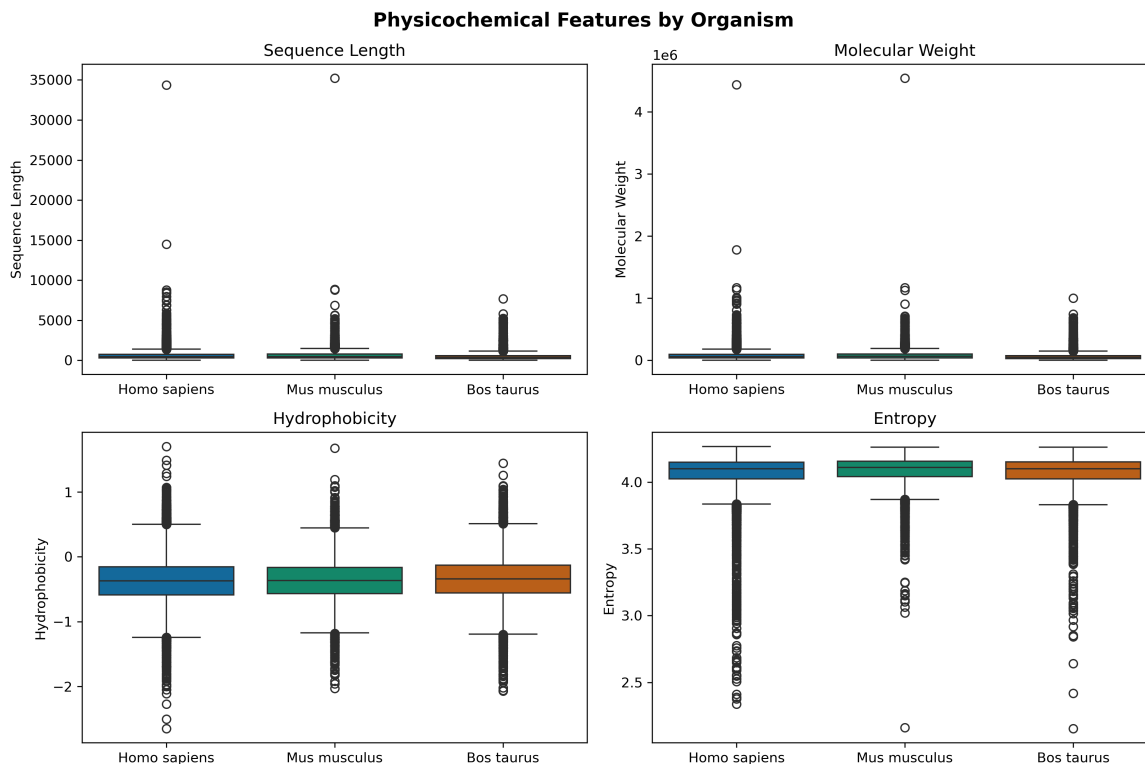 Physicochemical Features by Organism
Sequence Length
Sequence Length
35000
30000
25000
20000
15000
10000
5000
0
Homo sapiens
Mus musculus
Bos taurus
Molecular Weight
1e6
Molecular Weight
4
3
2
1
0
Homo sapiens
Mus musculus
Bos taurus
Hydrophobicity
Hydrophobicity
1
0
−1
−2
Homo sapiens
Mus musculus
Bos taurus
Entropy
Entropy
4.0
3.5
3.0
2.5
Homo sapiens
Mus musculus
Bos taurus